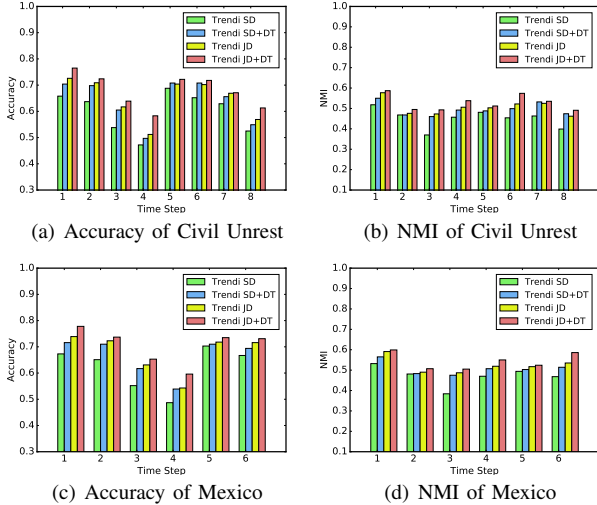 1.0
0.9
0.8
0.7
0.6
0.5
0.4
0.3
Accuracy
1 2 3 4 5 6 7 8
Time Step
Trendi SD
Trendi SD+DT
Trendi JD
Trendi JD+DT
(a) Accuracy of Civil Unrest
1.0
0.9
0.8
0.7
0.6
0.5
0.4
0.3
0.2
0.1
NMI
1 2 3 4 5 6 7 8
Time Step
Trendi SD
Trendi SD+DT
Trendi JD
Trendi JD+DT
(b) NMI of Civil Unrest
1.0
0.9
0.8
0.7
0.6
0.5
0.4
0.3
Accuracy
1 2 3 4 5 6
Time Step
Trendi SD
Trendi SD+DT
Trendi JD
Trendi JD+DT
(c) Accuracy of Mexico
1.0
0.9
0.8
0.7
0.6
0.5
0.4
0.3
0.2
0.1
NMI
1 2 3 4 5 6
Time Step
Trendi SD
Trendi SD+DT
Trendi JD
Trendi JD+DT
(d) NMI of Mexico